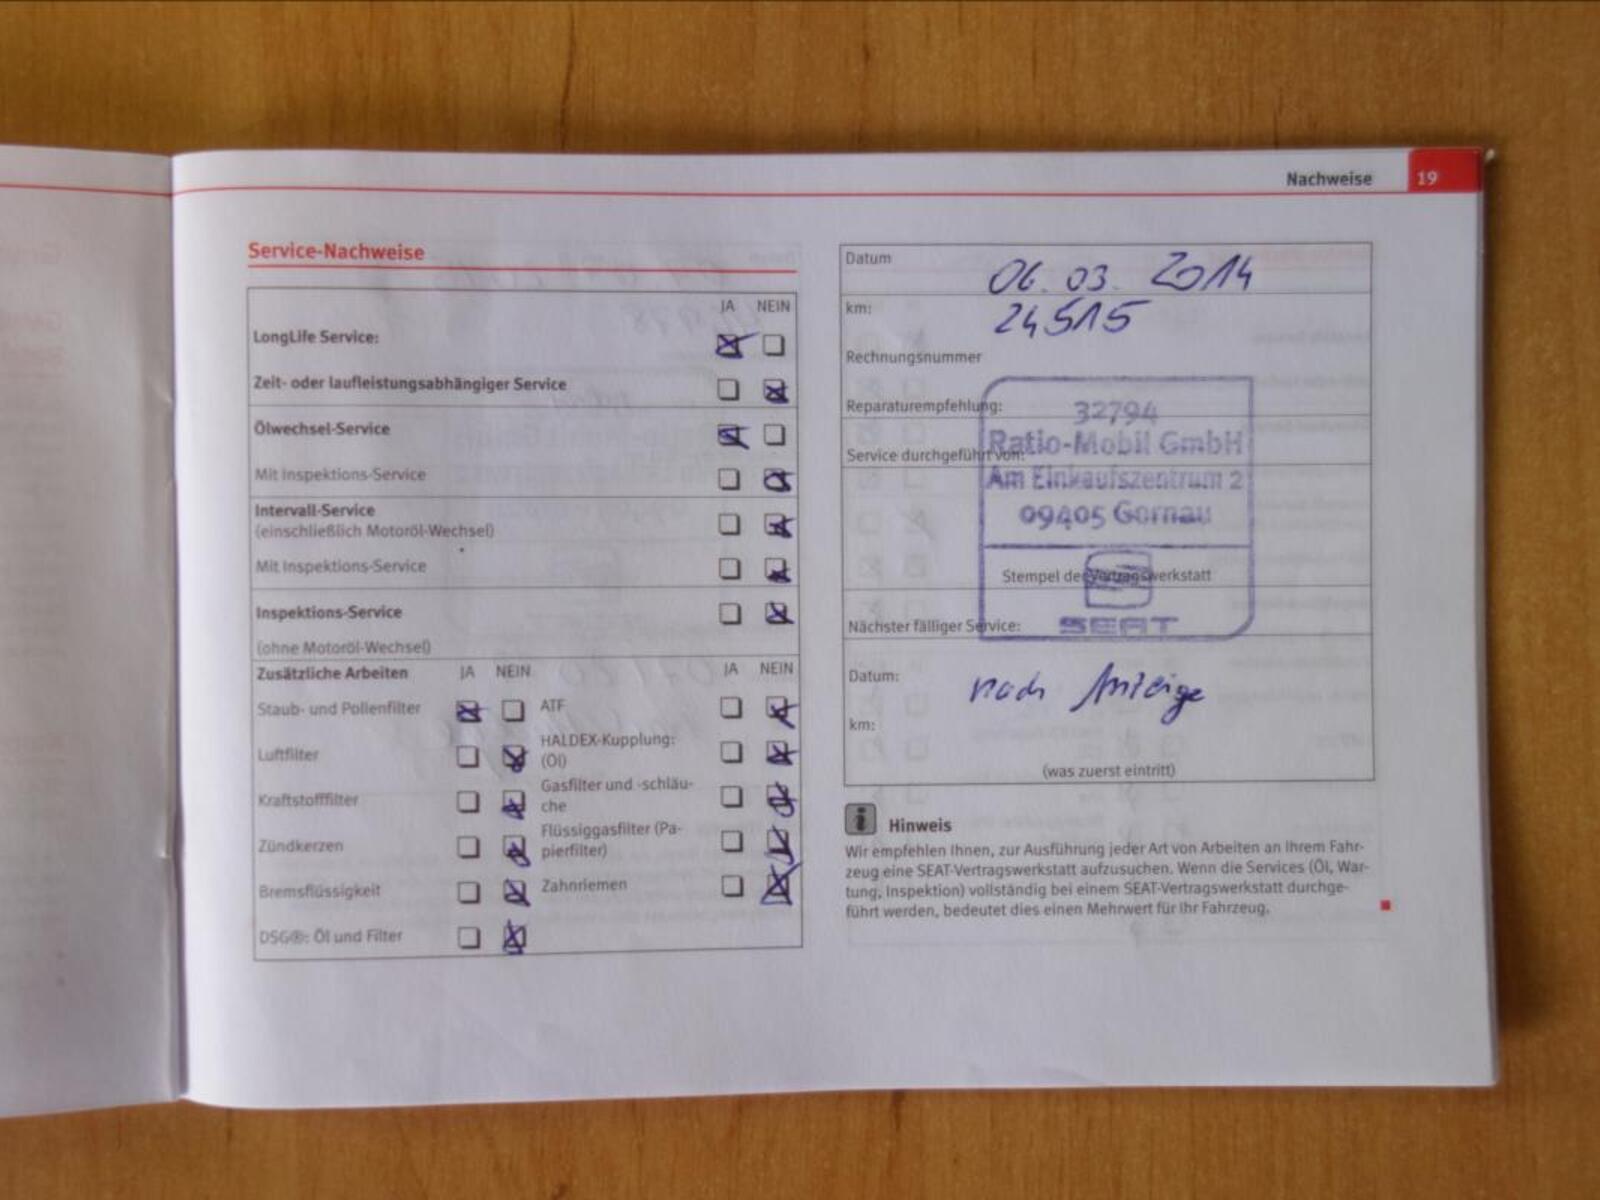 Nachweise 19
Service-Nachweise
JA NEIN
LongLife Service:
Zeit- oder laufleistungsabhängiger Service
Ölwechsel-Service
Mit Inspektions-Service
Intervall-Service
(einschließlich Motoröl-Wechsel)
Mit Inspektions-Service
Inspektions-Service
(ohne Motoröl-Wechsel)
Zusätzliche Arbeiten JA NEIN JA NEIN
Staub- und Pollenfilter ATF
Luftfilter HALDEX-Kupplung:
(Öl)
Kraftstofffilter Gasfilter und -schläu-
che
Zündkerzen Flüssiggasfilter (Pa-
pierfilter)
Bremsflüssigkeit Zahnriemen
DSG®: Öl und Filter
Datum 06.03.2014
km: 24515
Rechnungsnummer
Reparaturempfehlung:
Service durchgeführt von:
32794
Ratio-Mobil GmbH
Am Einkaufszentrum 2
09405 Gornau
Stempel der Vertragswerkstatt
SEAT
Nächster fälliger Service:
Datum: nach Anzeige
km:
(was zuerst eintritt)
Hinweis
Wir empfehlen Ihnen, zur Ausführung jeder Art von Arbeiten an Ihrem Fahr-
zeug eine SEAT-Vertragswerkstatt aufzusuchen. Wenn die Services (Öl, War-
tung, Inspektion) vollständig bei einem SEAT-Vertragswerkstatt durchge-
führt werden, bedeutet dies einen Mehrwert für Ihr Fahrzeug.